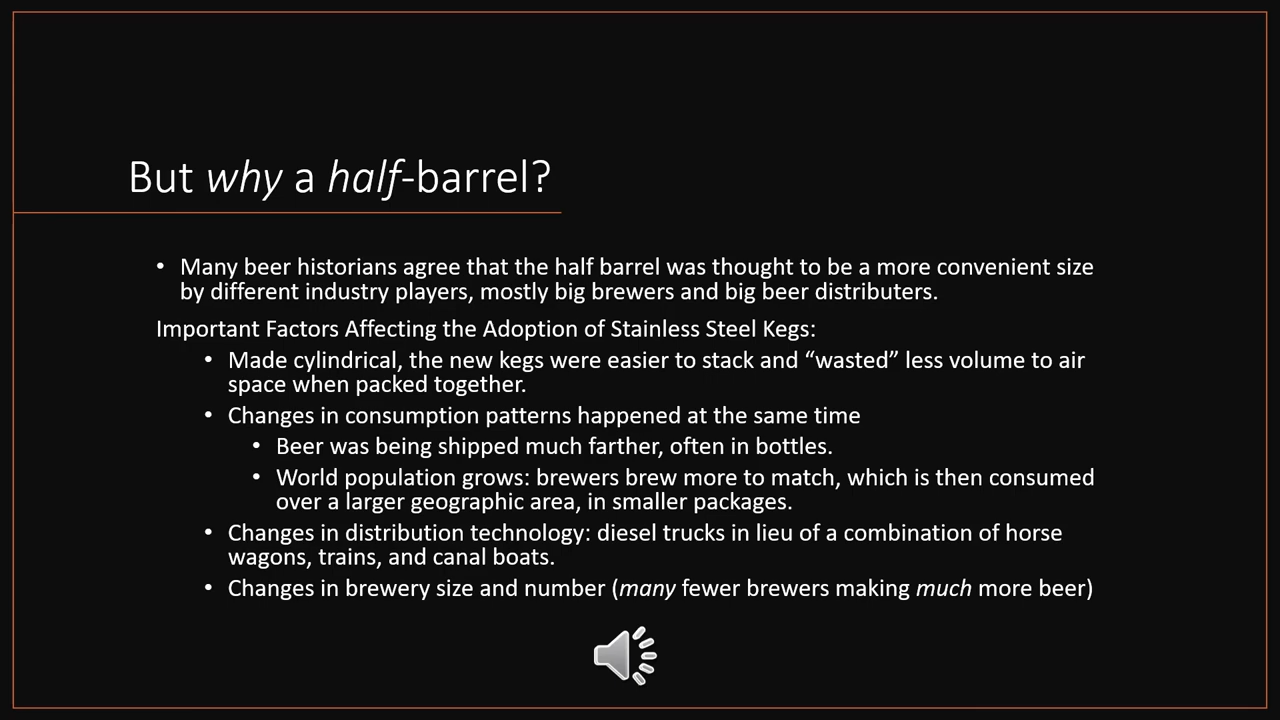 But why a half-barrel?
• Many beer historians agree that the half barrel was thought to be a more convenient size
by different industry players, mostly big brewers and big beer distributers.
Important Factors Affecting the Adoption of Stainless Steel Kegs:
• Made cylindrical, the new kegs were easier to stack and “wasted” less volume to air
space when packed together.
• Changes in consumption patterns happened at the same time
• Beer was being shipped much farther, often in bottles.
• World population grows: brewers brew more to match, which is then consumed
over a larger geographic area, in smaller packages.
• Changes in distribution technology: diesel trucks in lieu of a combination of horse
wagons, trains, and canal boats.
• Changes in brewery size and number (many fewer brewers making much more beer)